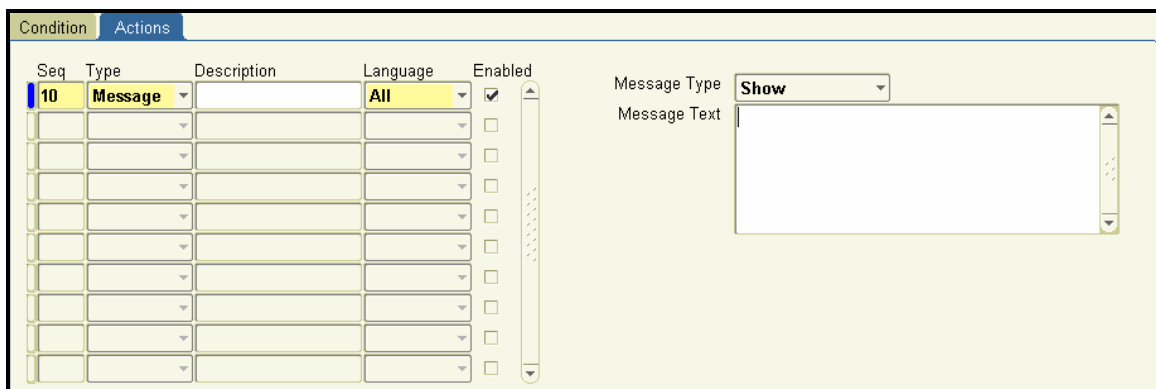 Condition Actions
Seq Type Description Language Enabled
10 Message All
Message Type Show
Message Text